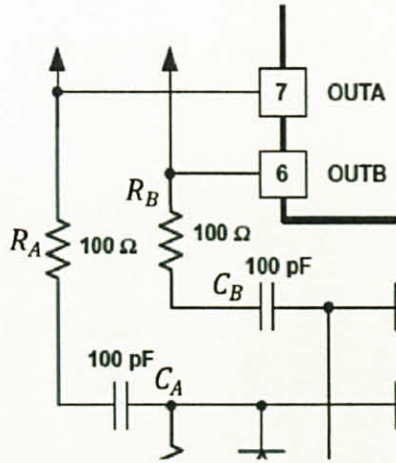 7 OUTA
6 OUTB
R_B
R_A 100 Ω 100 Ω
C_B 100 pF
100 pF C_A